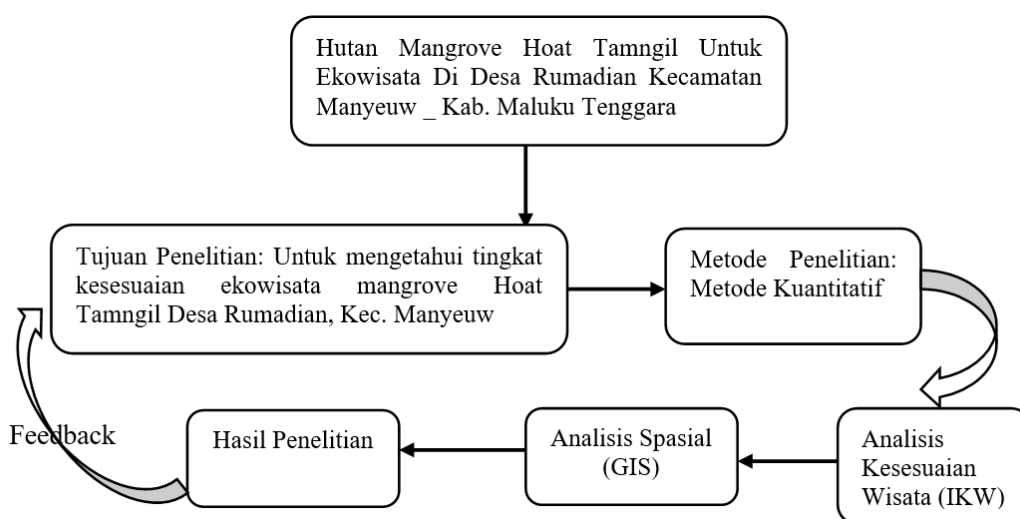 Hutan Mangrove Hoat Tamngil Untuk
Ekowisata Di Desa Rumadian Kecamatan
Manyeuw _ Kab. Maluku Tenggara
Tujuan Penelitian: Untuk mengetahui tingkat
kesesuaian ekowisata mangrove Hoat
Tamngil Desa Rumadian, Kec. Manyeuw
Metode Penelitian:
Metode Kuantitatif
Analisis
Kesesuaian
Wisata (IKW)
Analisis Spasial
(GIS)
Hasil Penelitian
Feedback